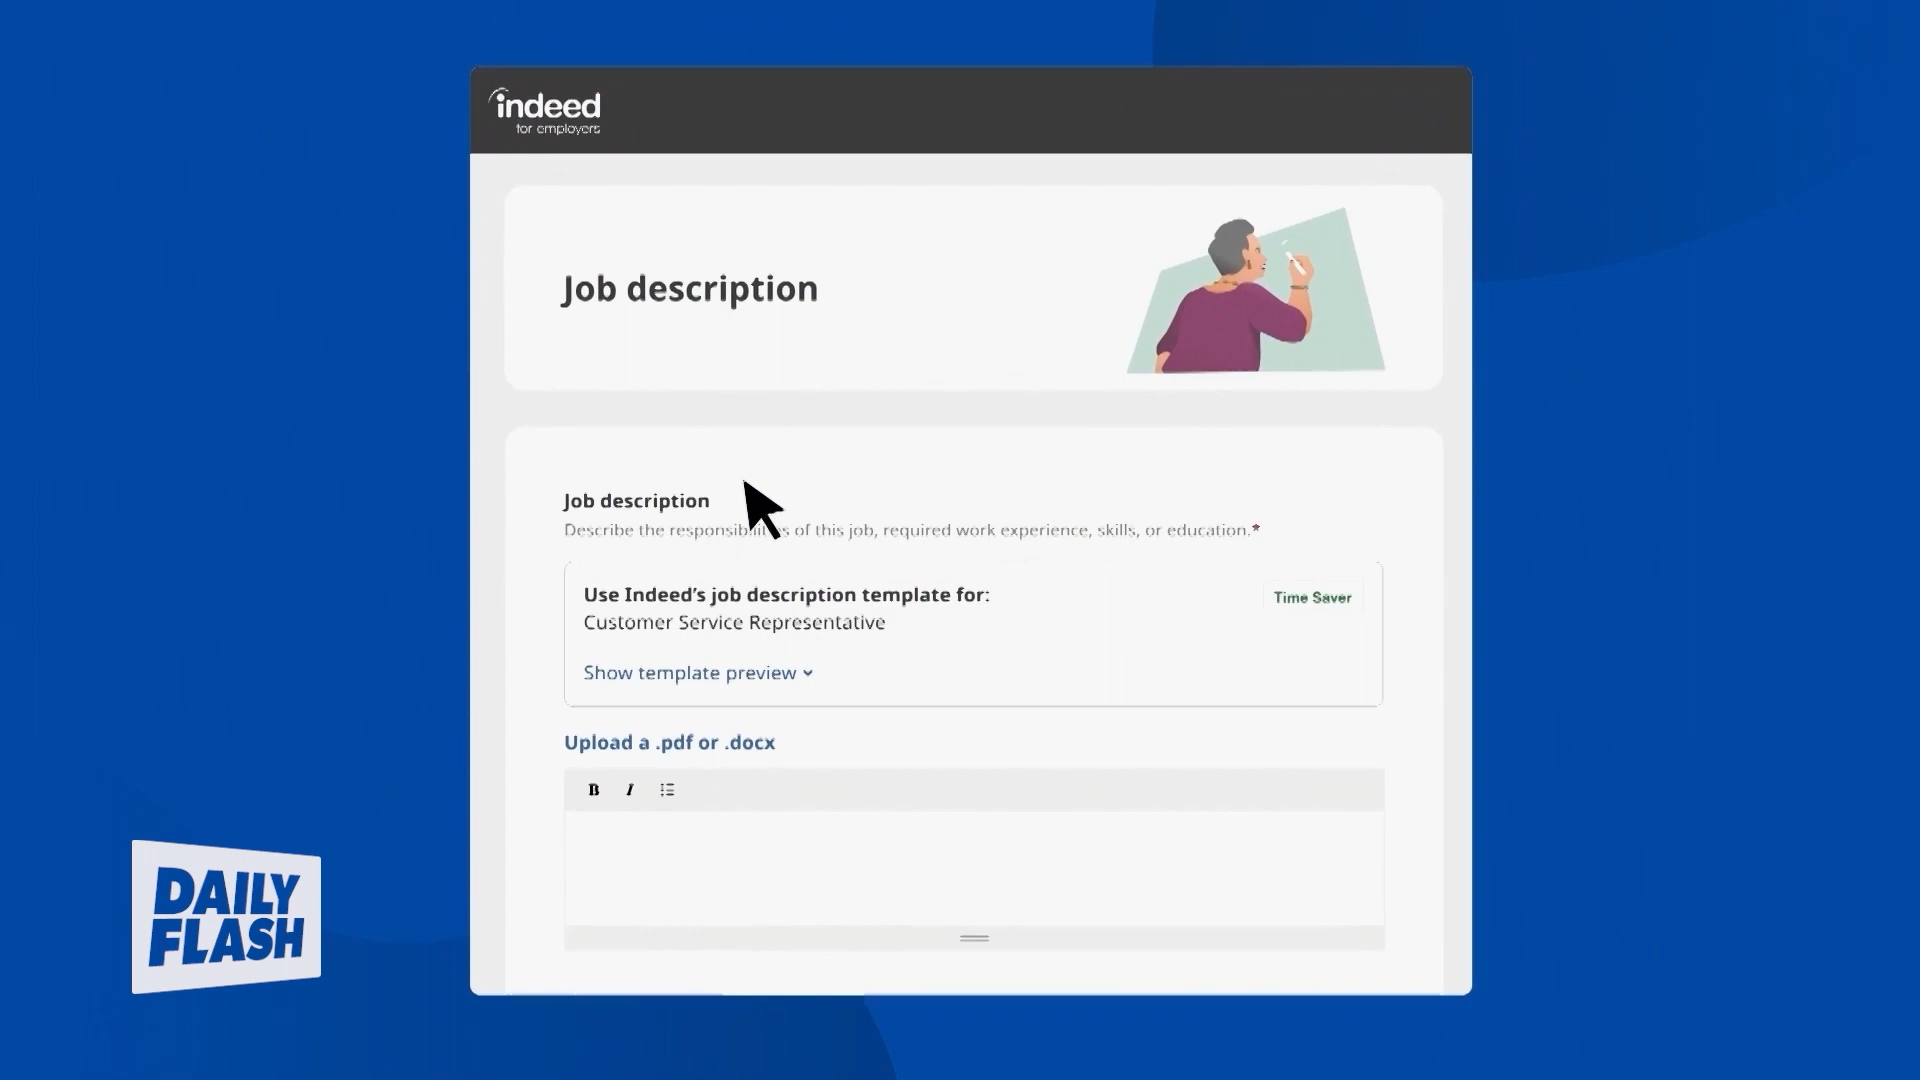 indeed
for employers
Job description
Job description
Describe the responsibilities of this job, required work experience, skills, or education.*
Use Indeed’s job description template for:
Time Saver
Customer Service Representative
Show template preview
Upload a .pdf or .docx
B I
DAILY
FLASH